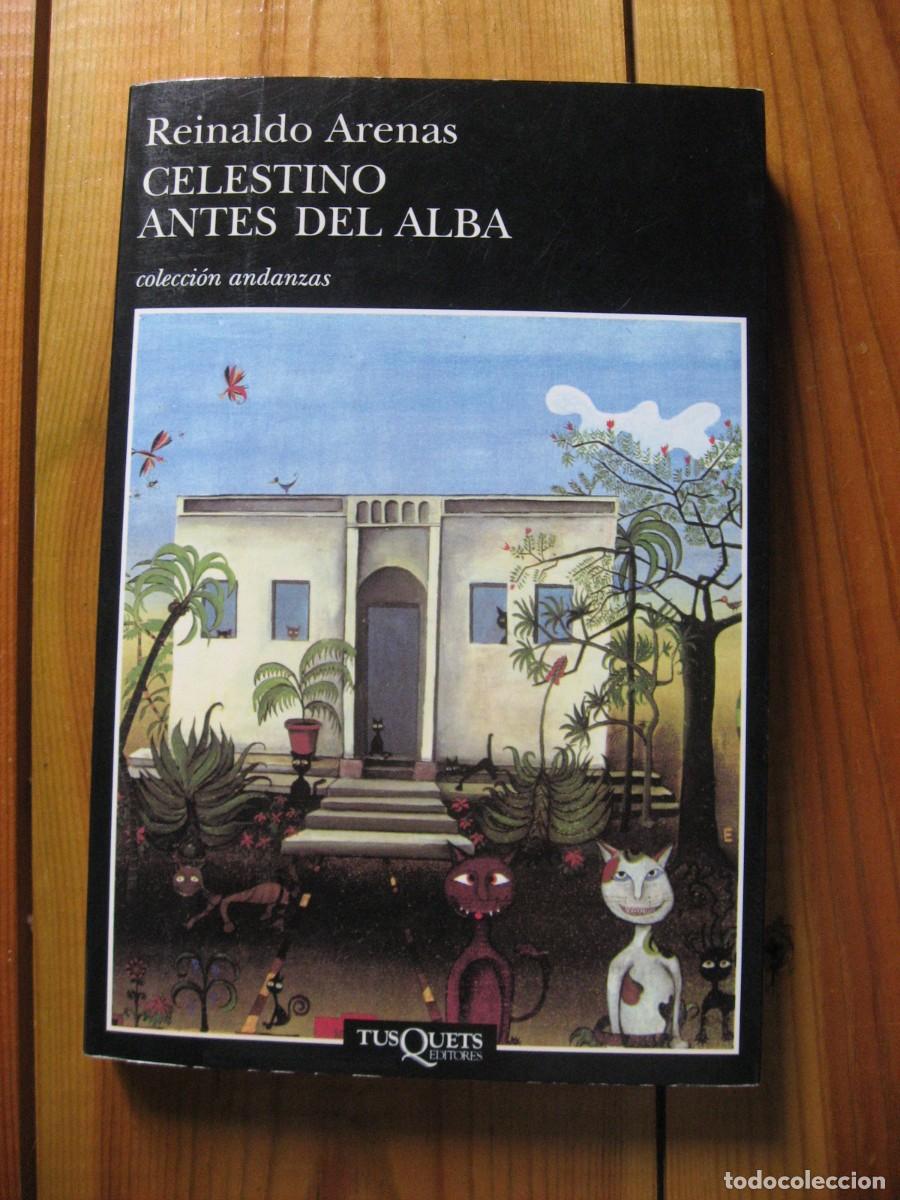 Reinaldo Arenas
CELESTINO
ANTES DEL ALBA
colección andanzas
E
TUSQUETS
EDITORES
todocoleccion